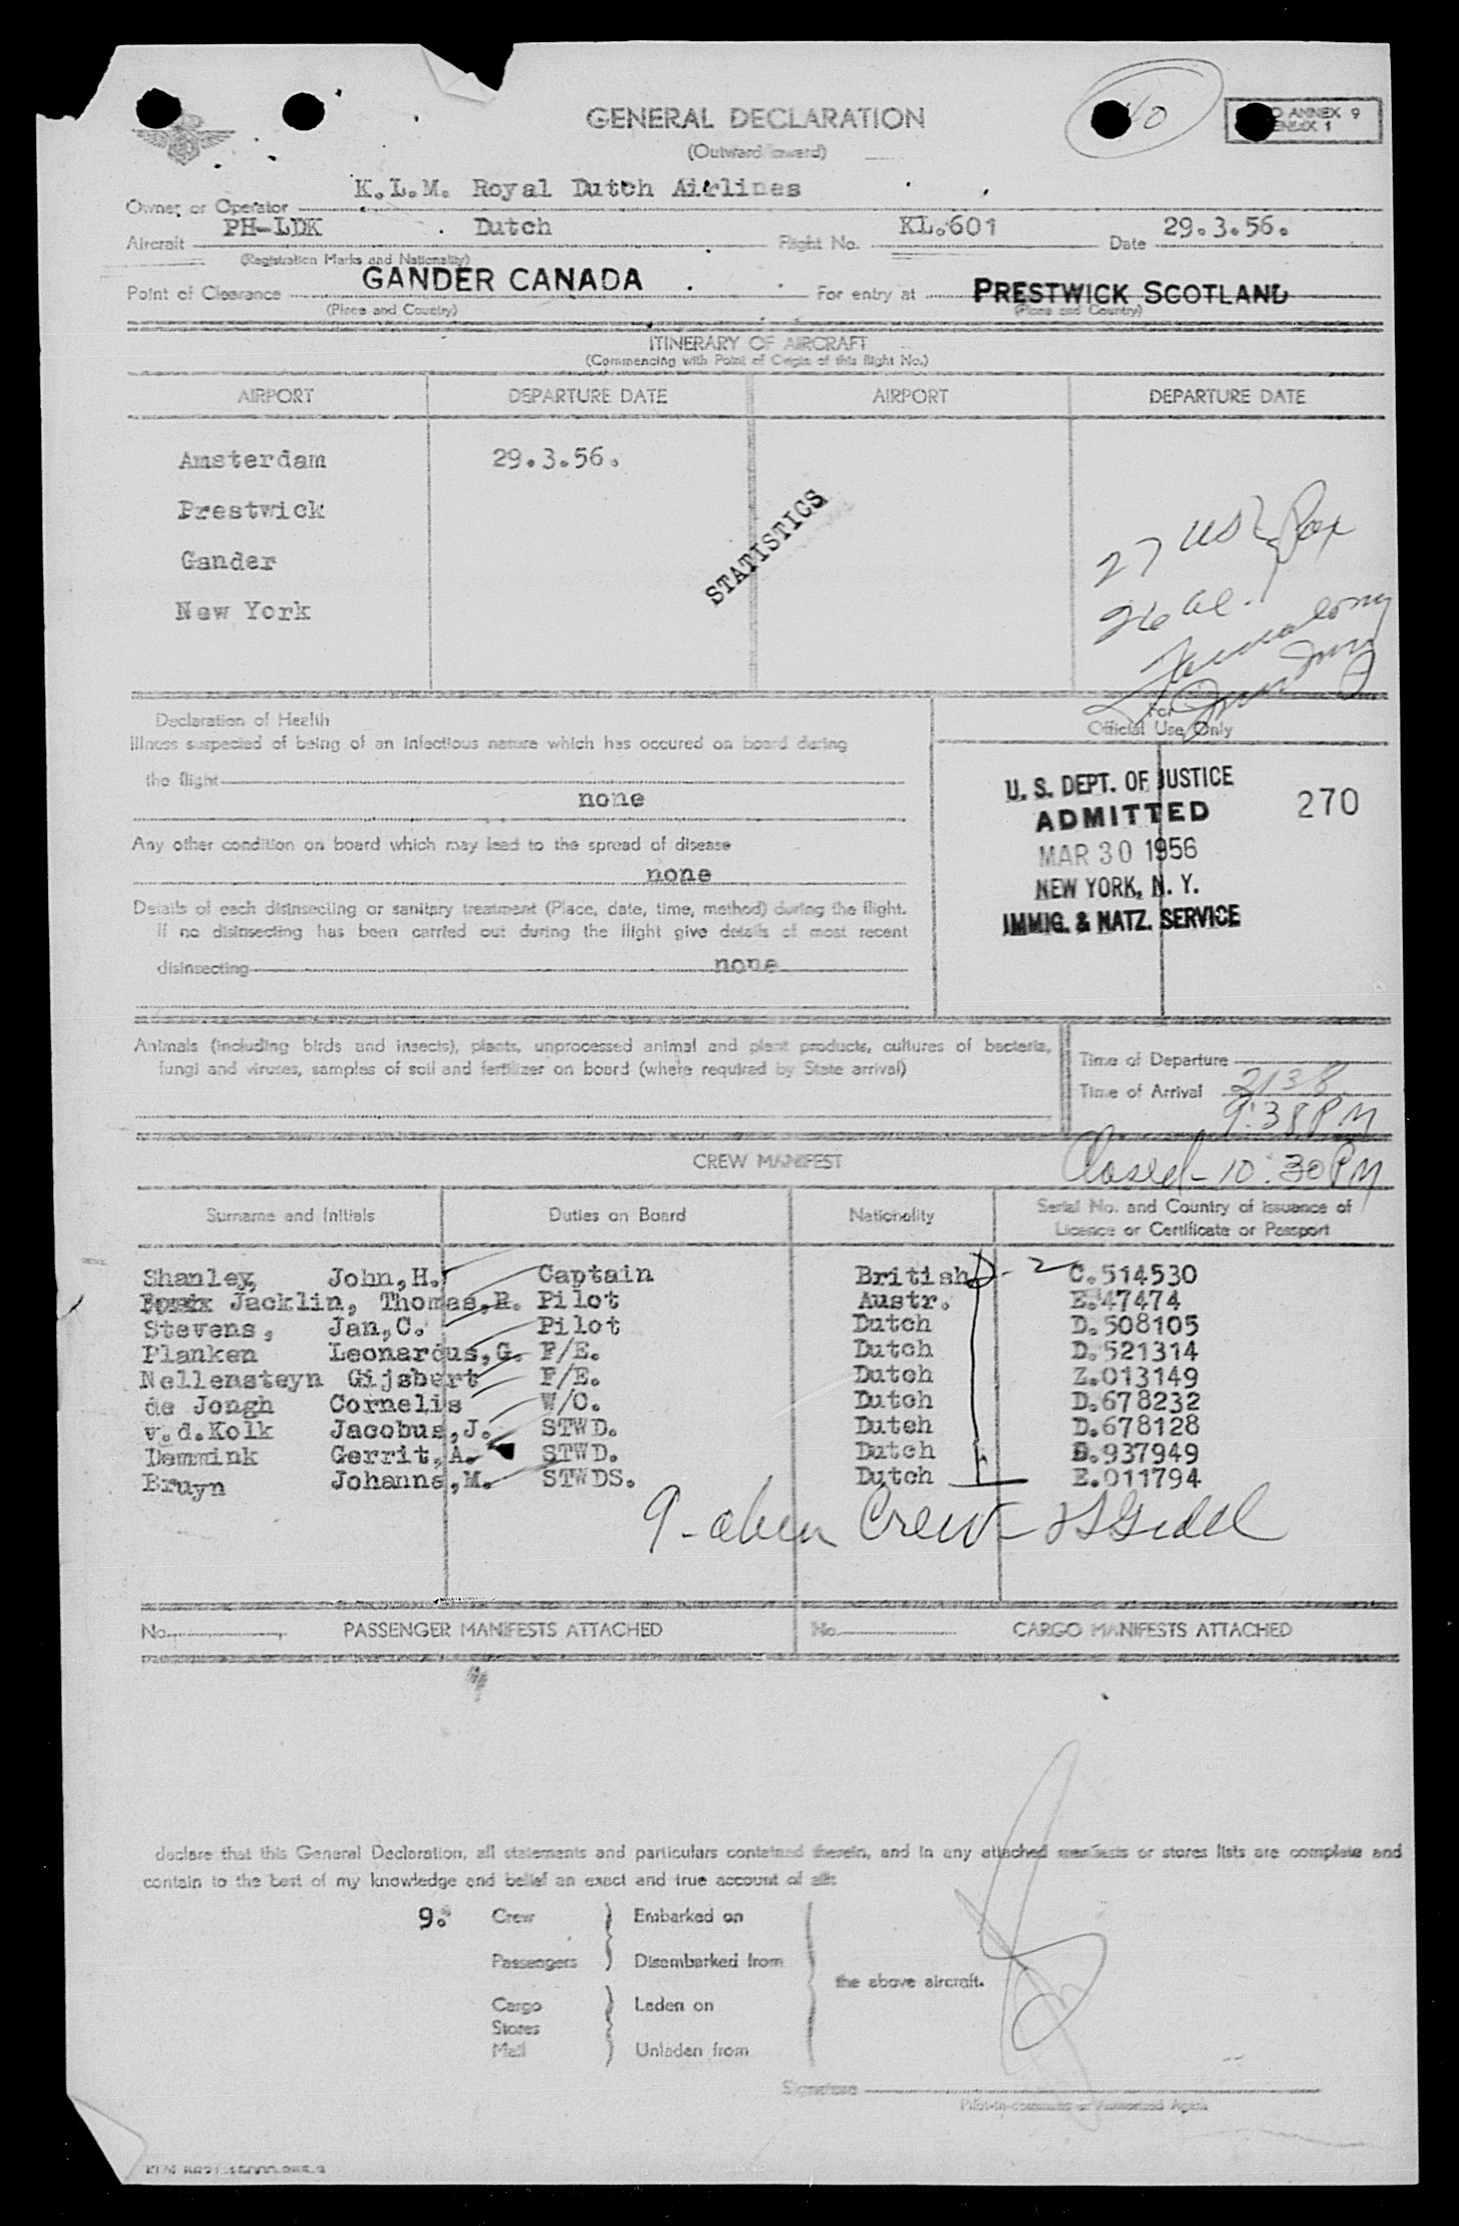 GENERAL DECLARATION
(Outward/Inward)
O ANNEX 9
ENDIX 1
Owner or Operator K.L.M. Royal Dutch Airlines
Aircraft PH-LDK Dutch Flight No. KL.601 Date 29.3.56.
(Registration Marks and Nationality)
Point of Clearance GANDER CANADA For entry at PRESTWICK SCOTLAND
(Place and Country) (Place and Country)
ITINERARY OF AIRCRAFT
(Commencing with Point of Origin of this flight No.)
AIRPORT DEPARTURE DATE AIRPORT DEPARTURE DATE
Amsterdam 29.3.56.
Prestwick
Gander
New York
STATISTICS
27 US Pax
26 al.
Declaration of Health
For
Official Use Only
Illness suspected of being of an infectious nature which has occured on board during
the flight
none
Any other condition on board which may lead to the spread of disease
none
Details of each disinsecting or sanitary treatment (Place, date, time, method) during the flight.
If no disinsecting has been carried out during the flight give details of most recent
disinsecting none
U. S. DEPT. OF JUSTICE
ADMITTED 270
MAR 30 1956
NEW YORK, N. Y.
IMMIG. & NATZ. SERVICE
Animals (including birds and insects), plants, unprocessed animal and plant products, cultures of bacteria,
fungi and viruses, samples of soil and fertilizer on board (where required by State arrival)
Time of Departure
Time of Arrival 2138
9:38 PM
CREW MANIFEST
Closed - 10:30 PM
Surname and Initials Duties on Board Nationality Serial No. and Country of issuance of
Licence or Certificate or Passport
Shanley, John,H. Captain British D-2 C.514530
Jacklin, Thomas,R. Pilot Austr. E.47474
Stevens, Jan,C. Pilot Dutch D.508105
Planken Leonardus,G. F/E. Dutch D.521314
Nellensteyn Gijsbert F/E. Dutch Z.013149
de Jongh Cornelis W/O. Dutch D.678232
v.d.Kolk Jacobus,J. STWD. Dutch D.678128
Demmink Gerrit,A. STWD. Dutch D.937949
Bruyn Johanna,M. STWDS. Dutch E.011794
9 - alien Crew
No. PASSENGER MANIFESTS ATTACHED No. CARGO MANIFESTS ATTACHED
declare that this General Declaration, all statements and particulars contained therein, and in any attached manifests or stores lists are complete and
contain to the best of my knowledge and belief an exact and true account of all:
9. Crew Embarked on
Passengers Disembarked from
the above aircraft.
Cargo Laden on
Stores
Mail Unladen from
Signature
Pilot-in-command or Authorised Agent